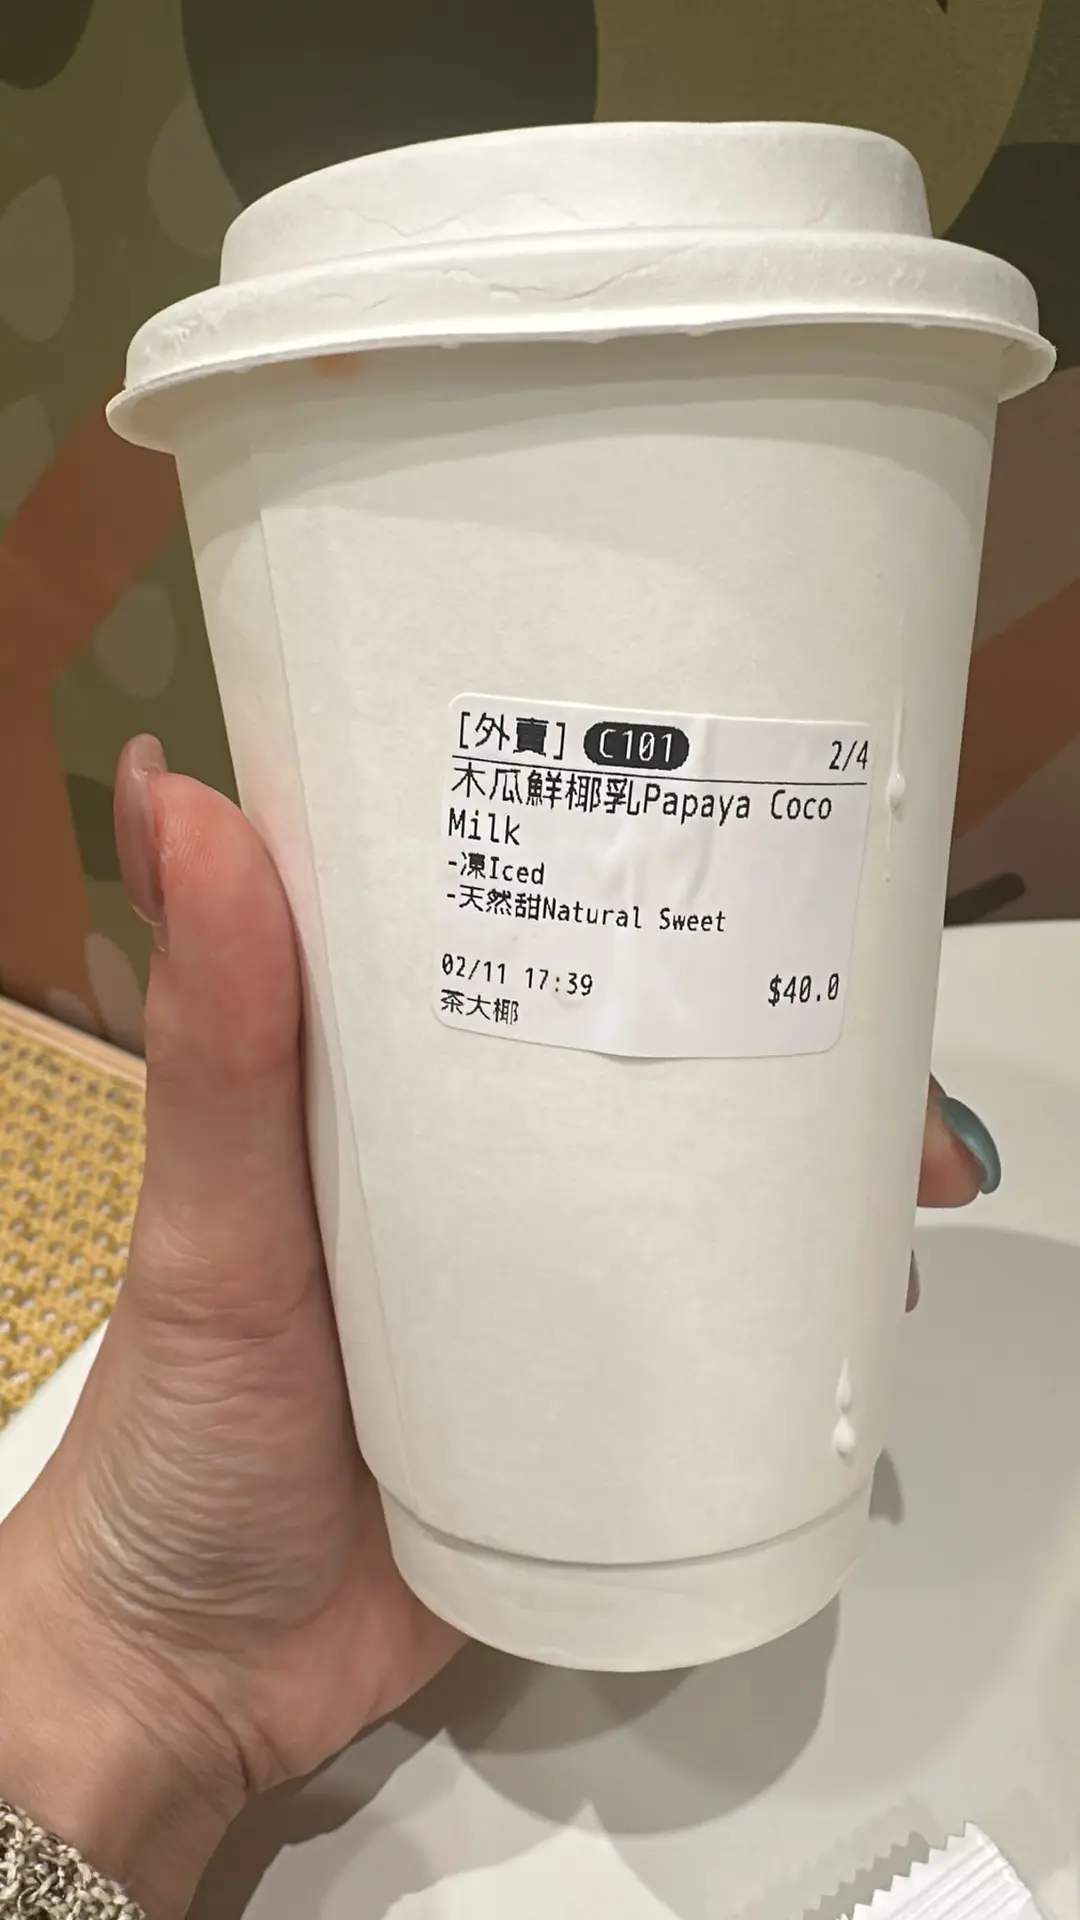 [外賣] C101 2/4
木瓜鮮椰乳Papaya Coco
Milk
-凍Iced
-天然甜Natural Sweet
02/11 17:39 $40.0
茶大椰